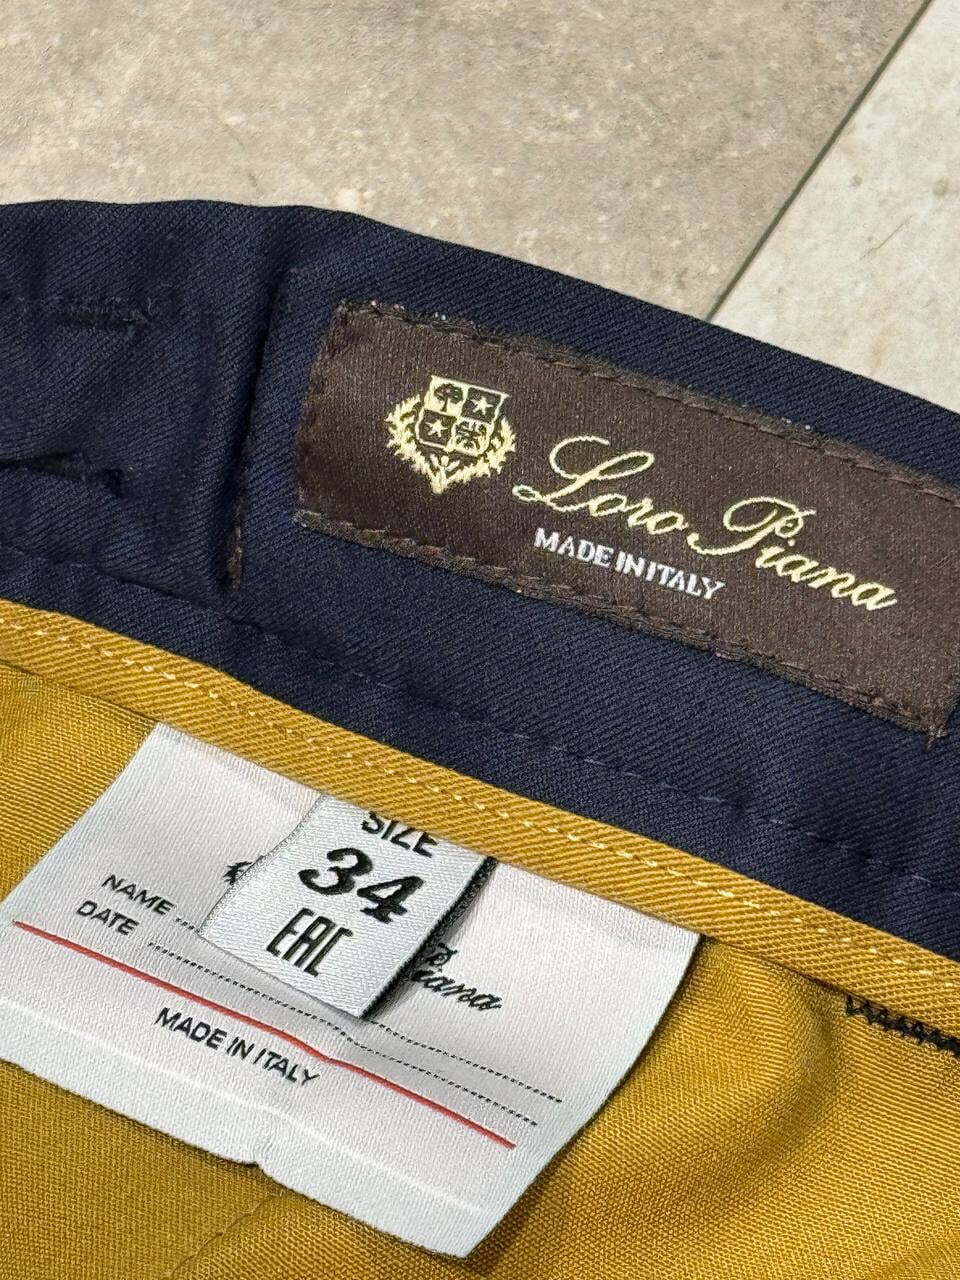 Loro Piana
MADE IN ITALY
SIZE
34
EAC
NAME
DATE
MADE IN ITALY